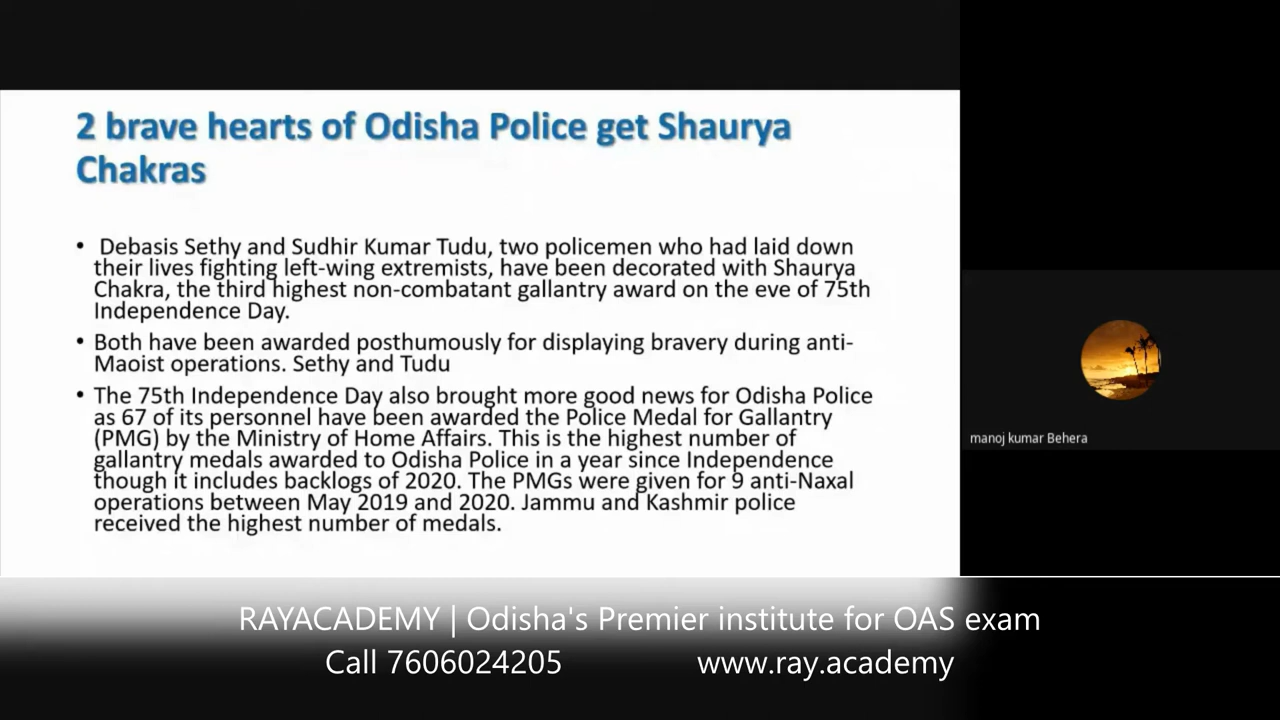 2 brave hearts of Odisha Police get Shaurya
Chakras
• Debasis Sethy and Sudhir Kumar Tudu, two policemen who had laid down
their lives fighting left-wing extremists, have been decorated with Shaurya
Chakra, the third highest non-combatant gallantry award on the eve of 75th
Independence Day.
• Both have been awarded posthumously for displaying bravery during anti-
Maoist operations. Sethy and Tudu
• The 75th Independence Day also brought more good news for Odisha Police
as 67 of its personnel have been awarded the Police Medal for Gallantry
(PMG) by the Ministry of Home Affairs. This is the highest number of
gallantry medals awarded to Odisha Police in a year since Independence
though it includes backlogs of 2020. The PMGs were given for 9 anti-Naxal
operations between May 2019 and 2020. Jammu and Kashmir police
received the highest number of medals.
manoj kumar Behera
RAYACADEMY | Odisha's Premier institute for OAS exam
Call 7606024205 www.ray.academy